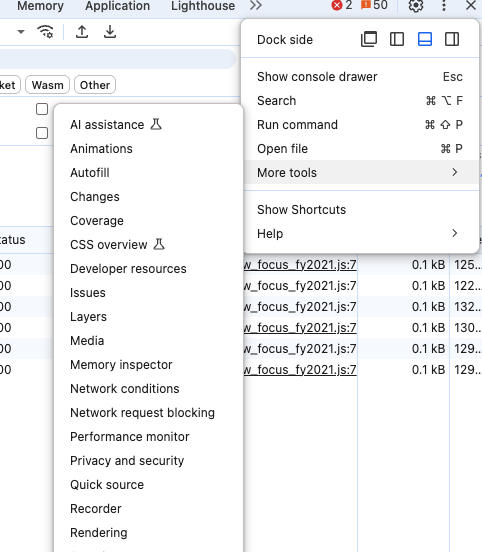 Memory Application Lighthouse 2 50
Dock side
Show console drawer Esc
Search ⌘ ⌥ F
Run command ⌘ ⇧ P
Open file ⌘ P
More tools
Show Shortcuts
Help
ket Wasm Other
AI assistance
Animations
Autofill
Changes
Coverage
CSS overview
Developer resources
Issues
Layers
Media
Memory inspector
Network conditions
Network request blocking
Performance monitor
Privacy and security
Quick source
Recorder
Rendering
tatus
00 w_focus_fy2021.js:7 0.1 kB 125...
00 w_focus_fy2021.js:7 0.1 kB 122...
00 w_focus_fy2021.js:7 0.1 kB 132...
00 w_focus_fy2021.js:7 0.1 kB 130...
00 w_focus_fy2021.js:7 0.1 kB 129...
00 w_focus_fy2021.js:7 0.1 kB 129...